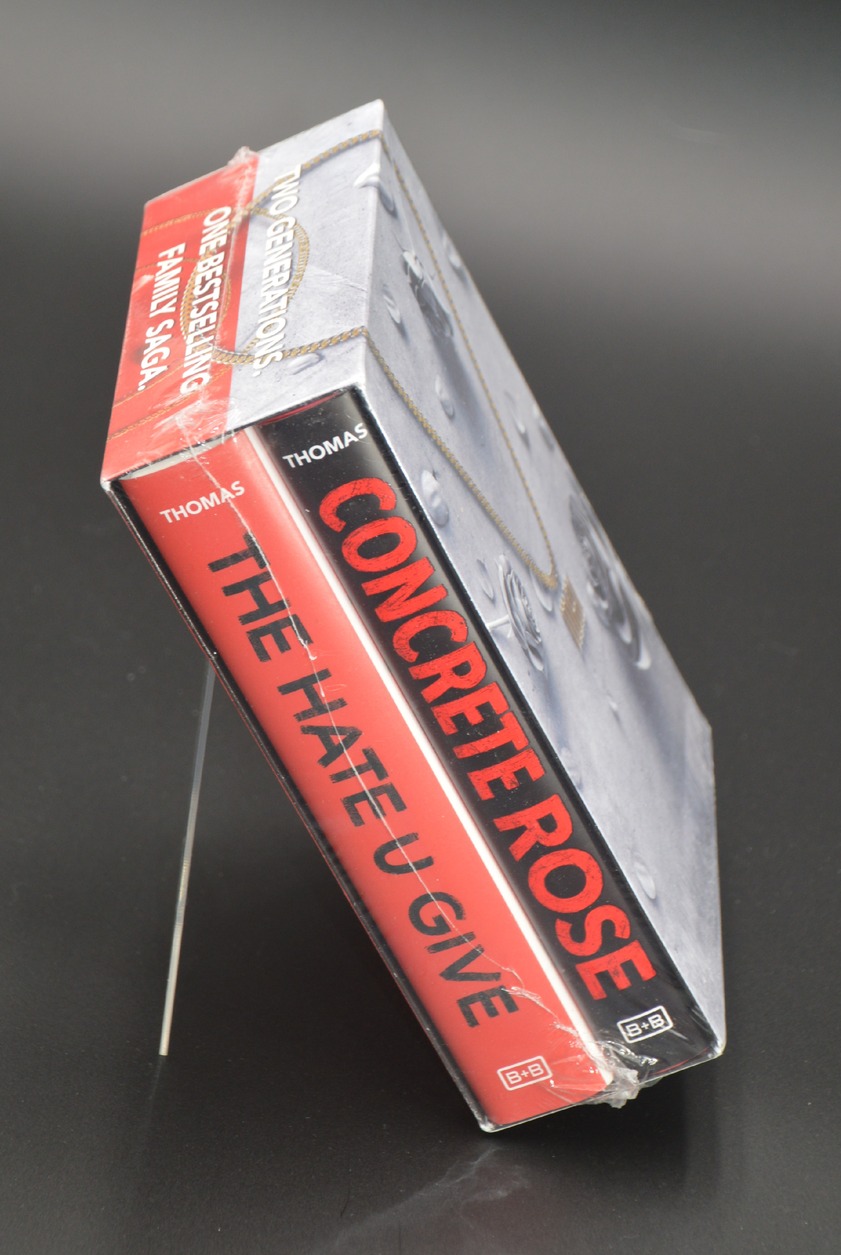 TWO GENERATIONS.
ONE BESTSELLING
FAMILY SAGA.
THOMAS
THE HATE U GIVE
B+B
THOMAS
CONCRETE ROSE
B+B